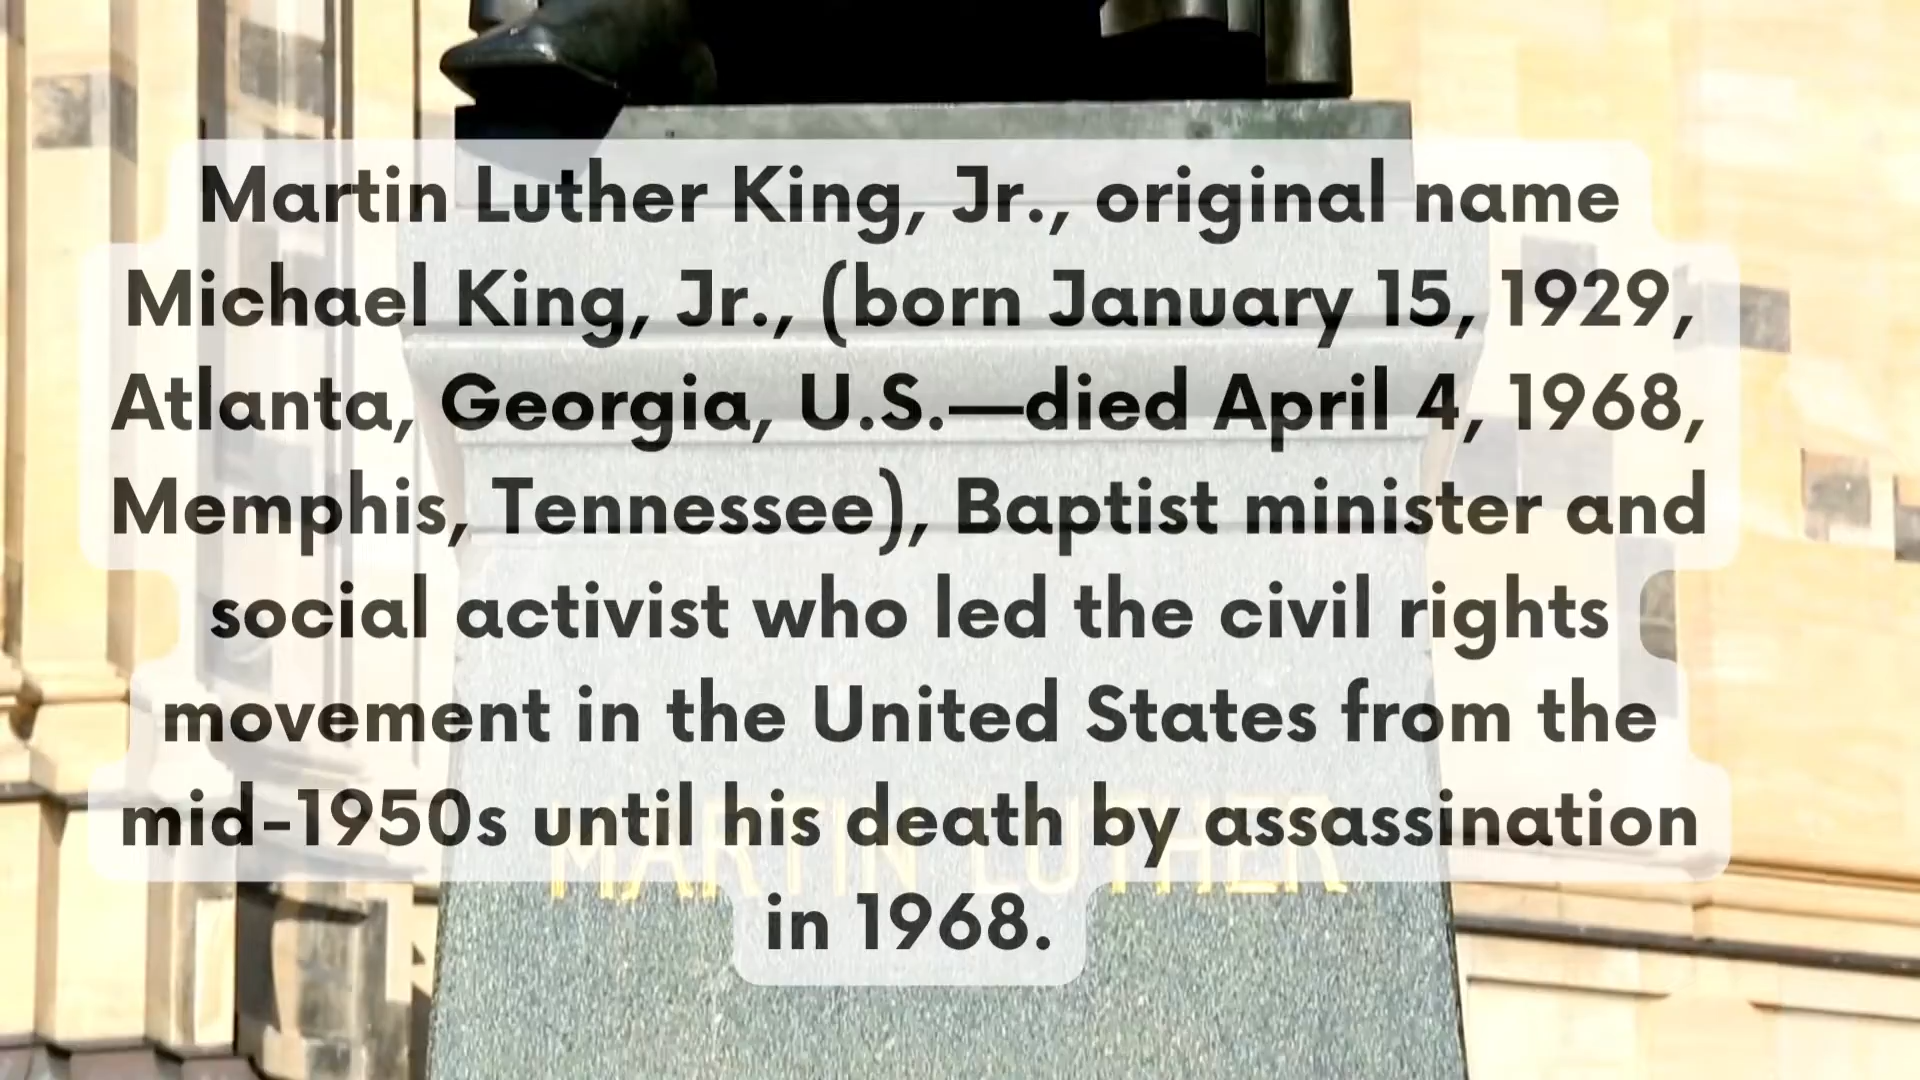 Martin Luther King, Jr., original name
Michael King, Jr., (born January 15, 1929,
Atlanta, Georgia, U.S.—died April 4, 1968,
Memphis, Tennessee), Baptist minister and
social activist who led the civil rights
movement in the United States from the
mid-1950s until his death by assassination
in 1968.
MARTIN LUTHER